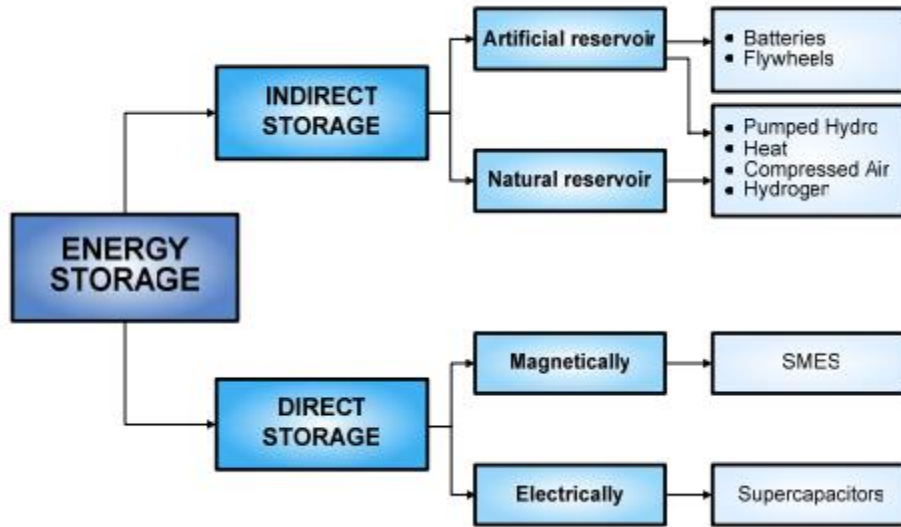 ENERGY
STORAGE
INDIRECT
STORAGE
Artificial reservoir
• Batteries
• Flywheels
• Pumped Hydro
• Heat
• Compressed Air
• Hydrogen
Natural reservoir
DIRECT
STORAGE
Magnetically
SMES
Electrically
Supercapacitors